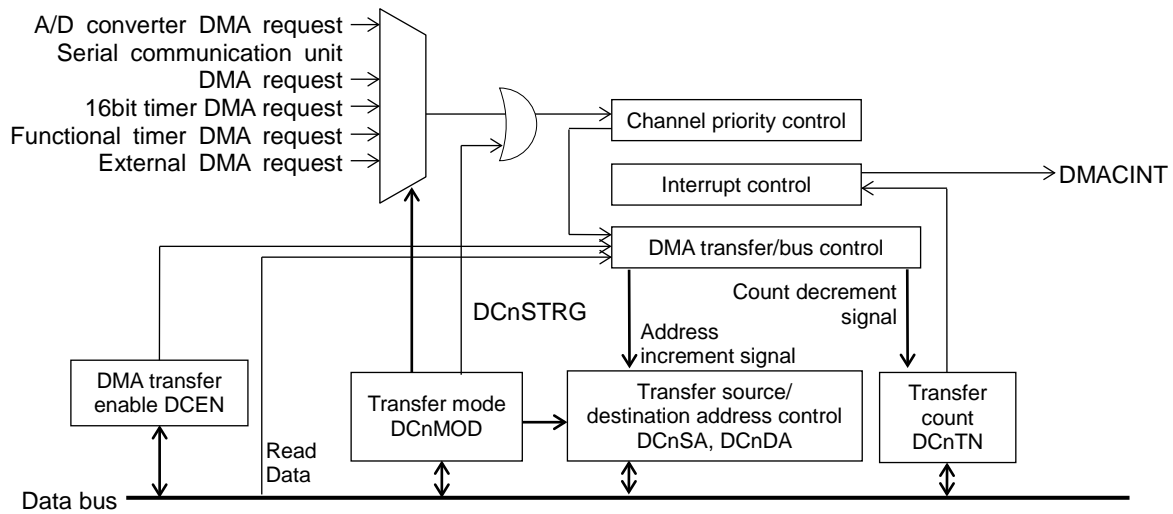 A/D converter DMA request
Serial communication unit
DMA request
16bit timer DMA request
Functional timer DMA request
External DMA request
Channel priority control
Interrupt control
DMACINT
DMA transfer/bus control
DCnSTRG
Count decrement
signal
Address
increment signal
DMA transfer
enable DCEN
Transfer mode
DCnMOD
Transfer source/
destination address control
DCnSA, DCnDA
Transfer
count
DCnTN
Read
Data
Data bus